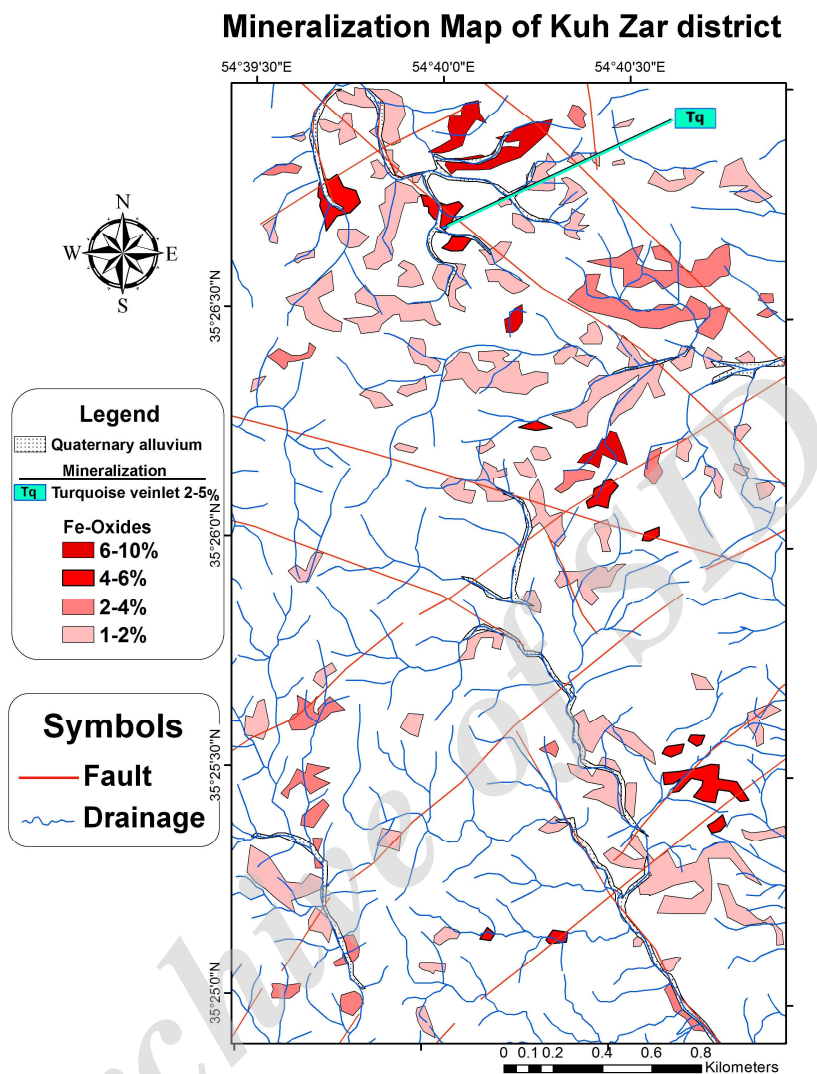 Mineralization Map of Kuh Zar district
54°39'30"E 54°40'0"E 54°40'30"E
Tq
N
W E
S
35°26'30"N
Legend
Quaternary alluvium
Mineralization
Tq Turquoise veinlet 2-5%
Fe-Oxides
6-10%
4-6%
2-4%
1-2%
35°26'0"N
Symbols
Fault
Drainage
35°25'30"N
35°25'0"N
0 0.1 0.2 0.4 0.6 0.8
Kilometers
Archive of SID